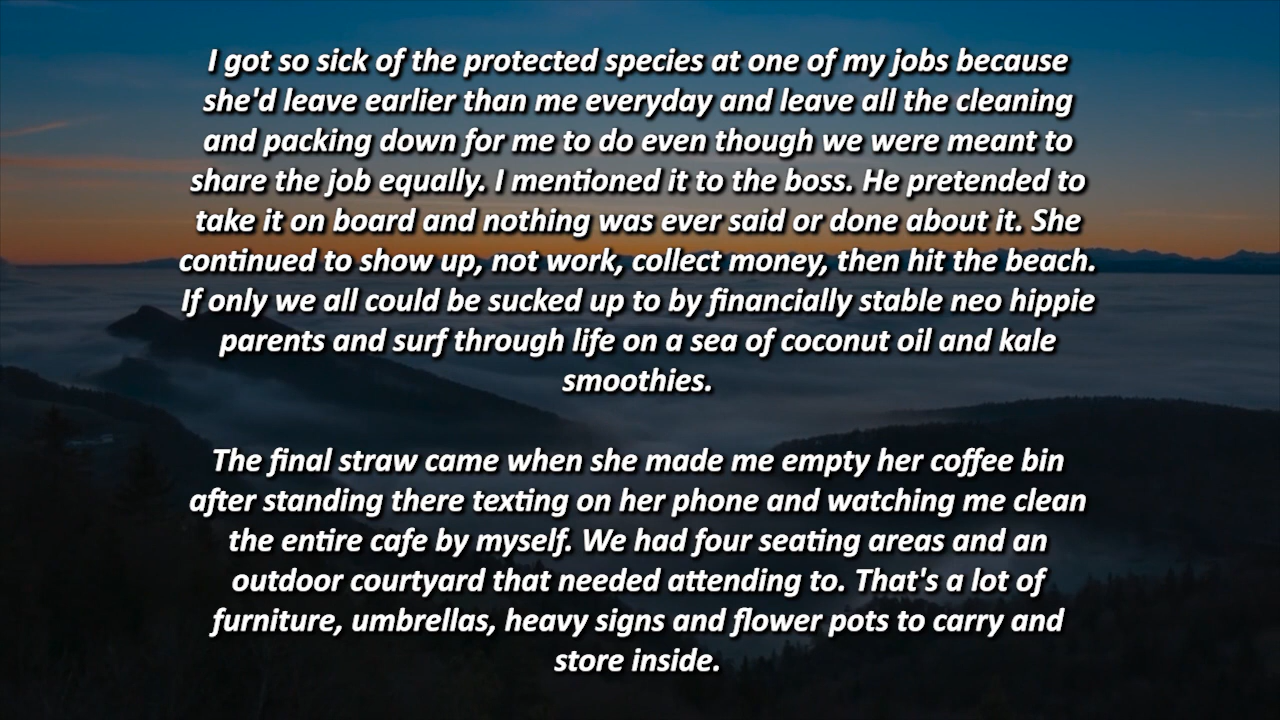 I got so sick of the protected species at one of my jobs because
she'd leave earlier than me everyday and leave all the cleaning
and packing down for me to do even though we were meant to
share the job equally. I mentioned it to the boss. He pretended to
take it on board and nothing was ever said or done about it. She
continued to show up, not work, collect money, then hit the beach.
If only we all could be sucked up to by financially stable neo hippie
parents and surf through life on a sea of coconut oil and kale
smoothies.
The final straw came when she made me empty her coffee bin
after standing there texting on her phone and watching me clean
the entire cafe by myself. We had four seating areas and an
outdoor courtyard that needed attending to. That's a lot of
furniture, umbrellas, heavy signs and flower pots to carry and
store inside.